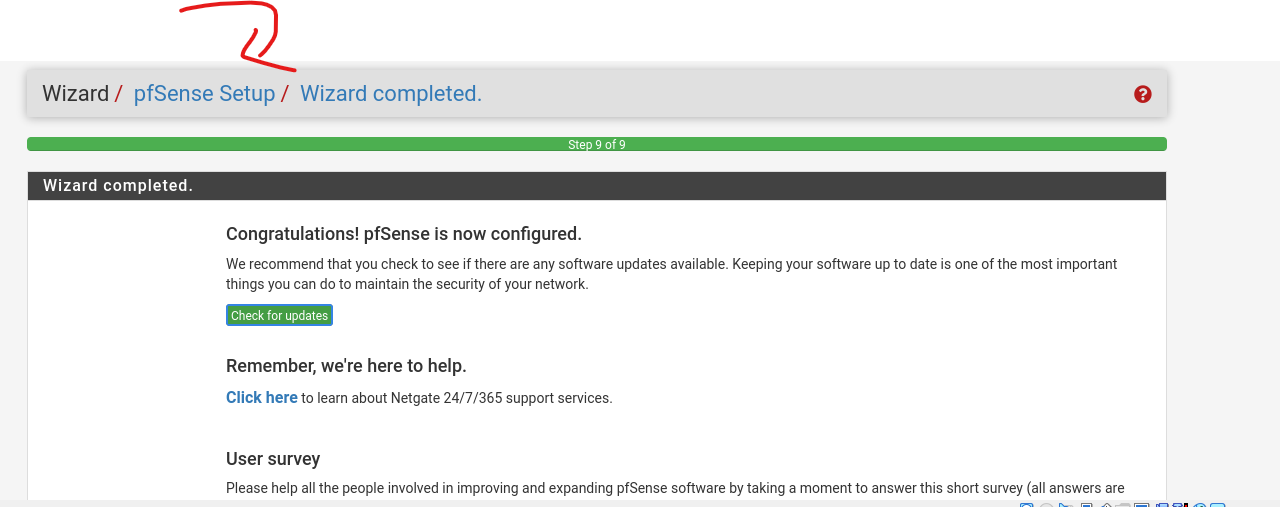 Wizard / pfSense Setup / Wizard completed.
Step 9 of 9
Wizard completed.
Congratulations! pfSense is now configured.
We recommend that you check to see if there are any software updates available. Keeping your software up to date is one of the most important
things you can do to maintain the security of your network.
Check for updates
Remember, we're here to help.
Click here to learn about Netgate 24/7/365 support services.
User survey
Please help all the people involved in improving and expanding pfSense software by taking a moment to answer this short survey (all answers are